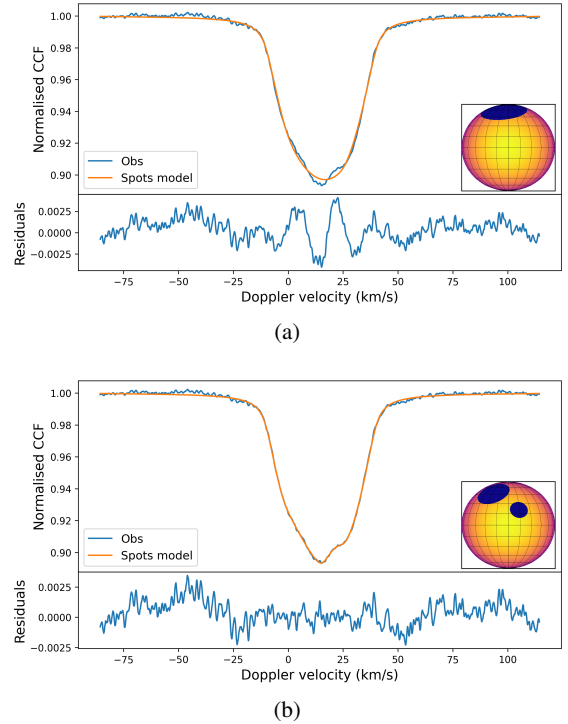 1.00
0.98
0.96
0.94
0.92
0.90
Normalised CCF
Obs
Spots model
0.0025
0.0000
−0.0025
Residuals
−75 −50 −25 0 25 50 75 100
Doppler velocity (km/s)
(a)
1.00
0.98
0.96
0.94
0.92
0.90
Normalised CCF
Obs
Spots model
0.0025
0.0000
−0.0025
Residuals
−75 −50 −25 0 25 50 75 100
Doppler velocity (km/s)
(b)